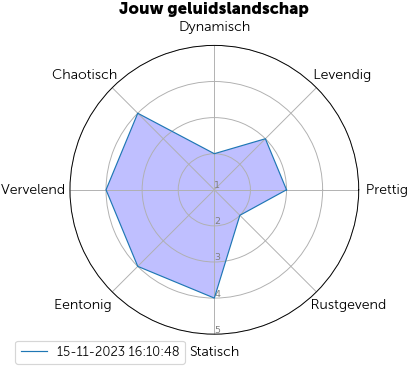 Jouw geluidslandschap
Dynamisch
Chaotisch
Levendig
Vervelend
Prettig
1
2
3
4
5
Eentonig
Rustgevend
Statisch
15-11-2023 16:10:48